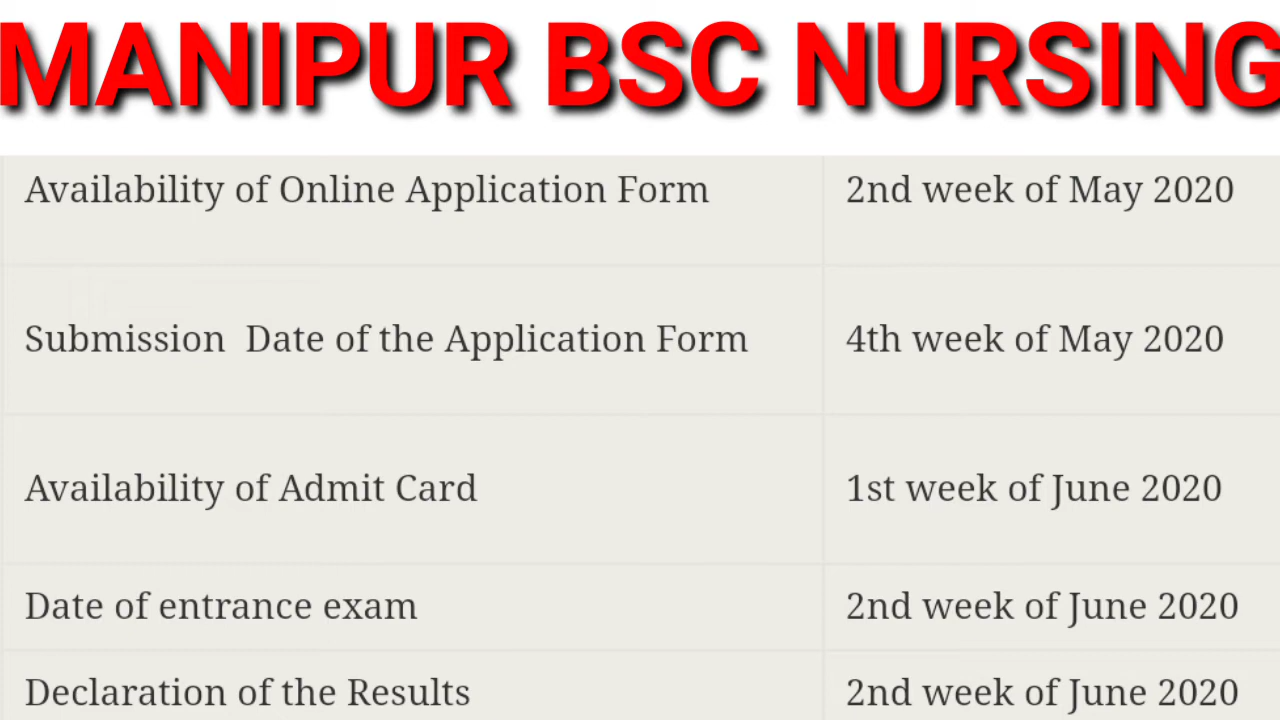 MANIPUR BSC NURSING
Availability of Online Application Form 2nd week of May 2020
Submission Date of the Application Form 4th week of May 2020
Availability of Admit Card 1st week of June 2020
Date of entrance exam 2nd week of June 2020
Declaration of the Results 2nd week of June 2020